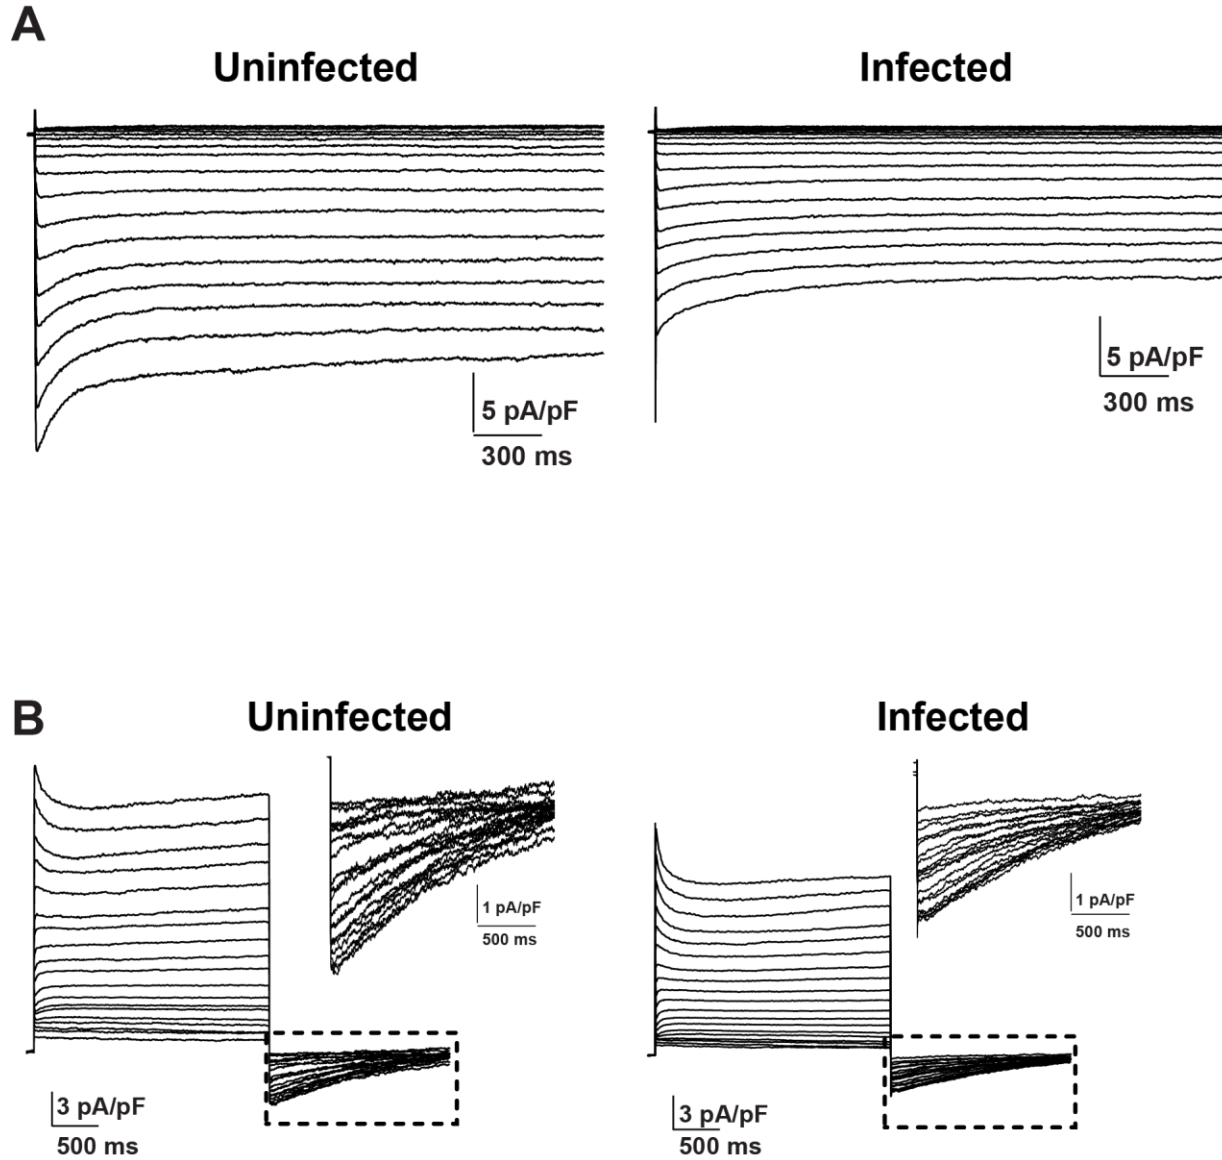 A
Uninfected
Infected
5 pA/pF
300 ms
5 pA/pF
300 ms
B
Uninfected
Infected
1 pA/pF
500 ms
1 pA/pF
500 ms
3 pA/pF
500 ms
3 pA/pF
500 ms